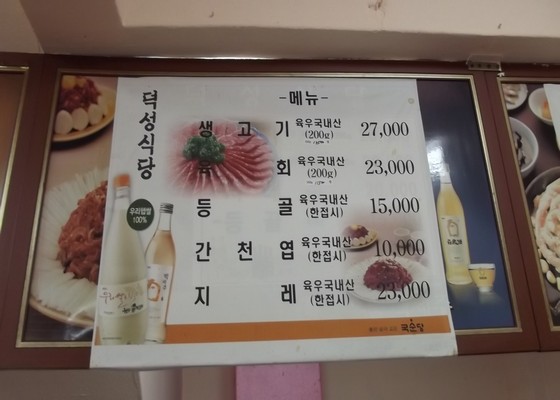 덕성식당
-메뉴-
생고기 육우국내산 (200g) 27,000
육회 육우국내산 (200g) 23,000
등골 육우국내산 (한접시) 15,000
간천엽 육우국내산 (한접시) 10,000
지레 육우국내산 (한접시) 23,000
우리햅쌀 100%
국순당